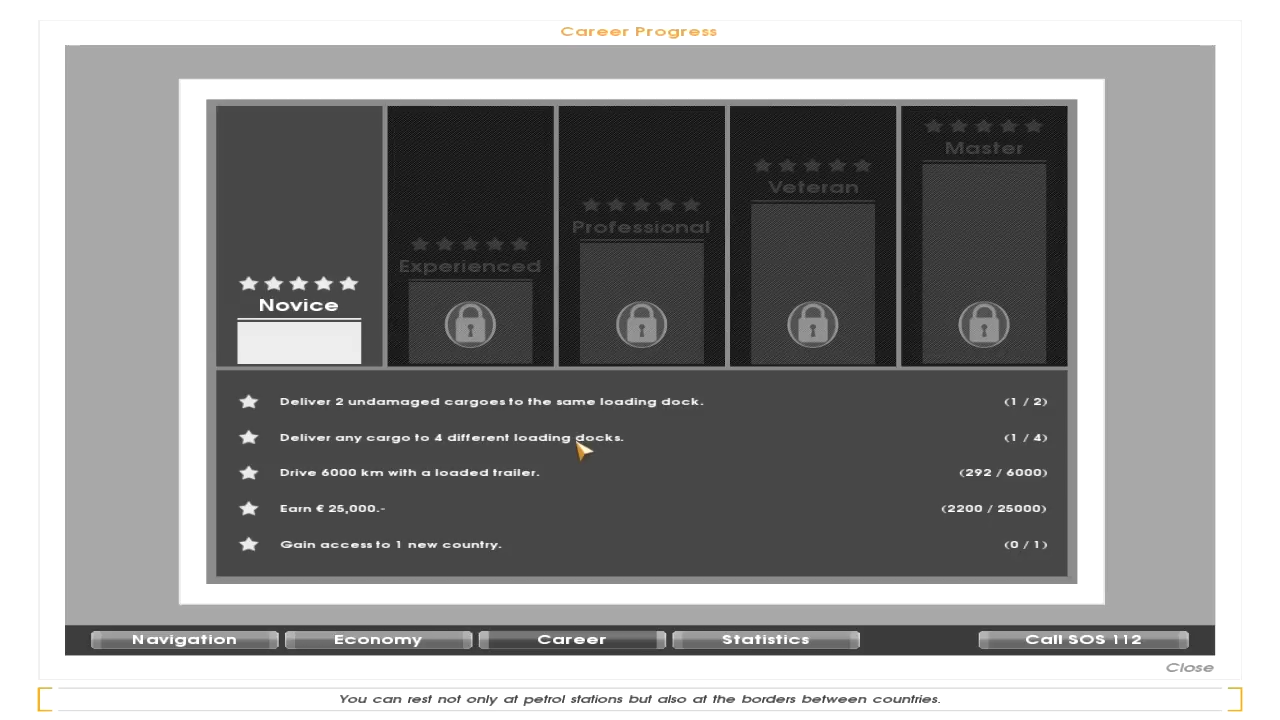 Career Progress
Master
Veteran
Professional
Experienced
Novice
Deliver 2 undamaged cargoes to the same loading dock. (1 / 2)
Deliver any cargo to 4 different loading docks. (1 / 4)
Drive 6000 km with a loaded trailer. (292 / 6000)
Earn € 25,000.- (2200 / 25000)
Gain access to 1 new country. (0 / 1)
Navigation Economy Career Statistics Call SOS 112
Close
You can rest not only at petrol stations but also at the borders between countries.